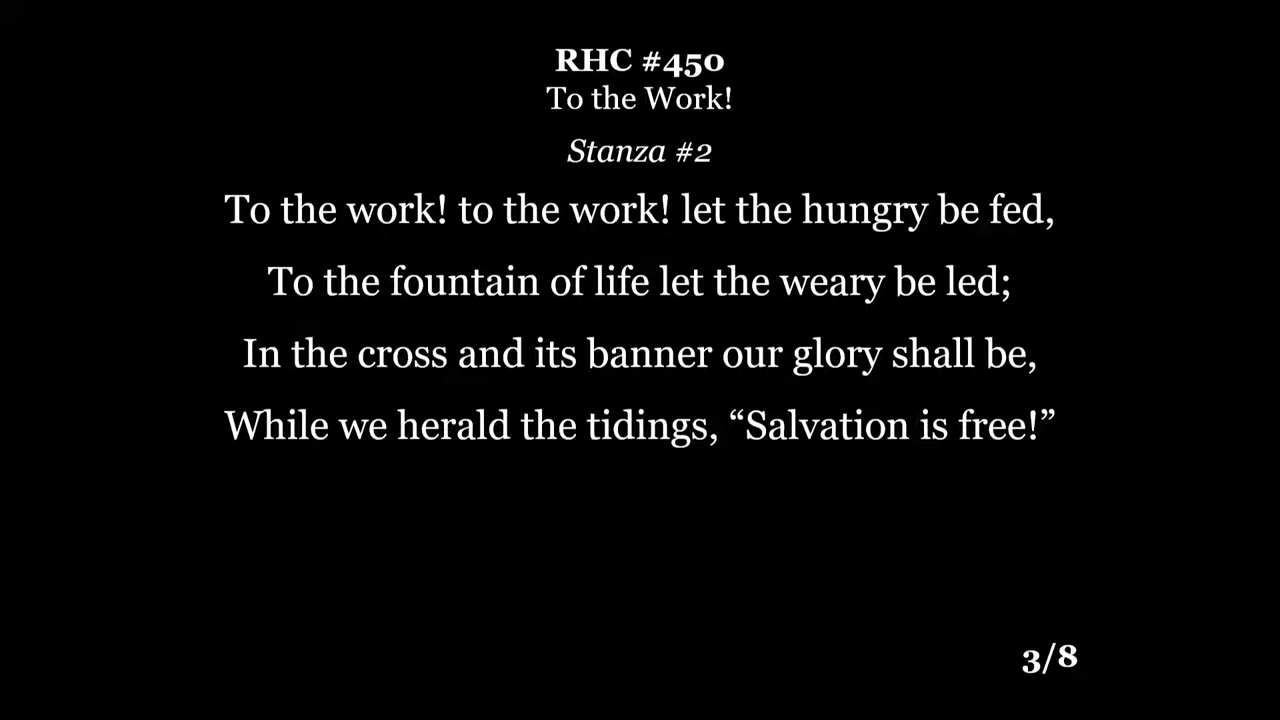 RHC #450
To the Work!
Stanza #2
To the work! to the work! let the hungry be fed,
To the fountain of life let the weary be led;
In the cross and its banner our glory shall be,
While we herald the tidings, “Salvation is free!”
3/8